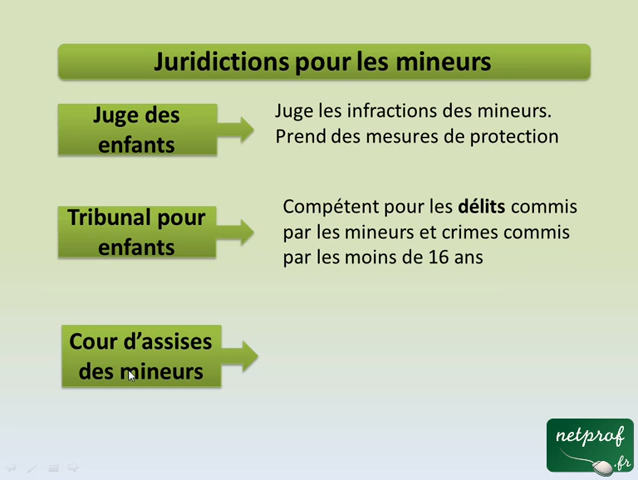 Juridictions pour les mineurs
Juge des
enfants
Juge les infractions des mineurs.
Prend des mesures de protection
Tribunal pour
enfants
Compétent pour les délits commis
par les mineurs et crimes commis
par les moins de 16 ans
Cour d’assises
des mineurs
netprof
.fr